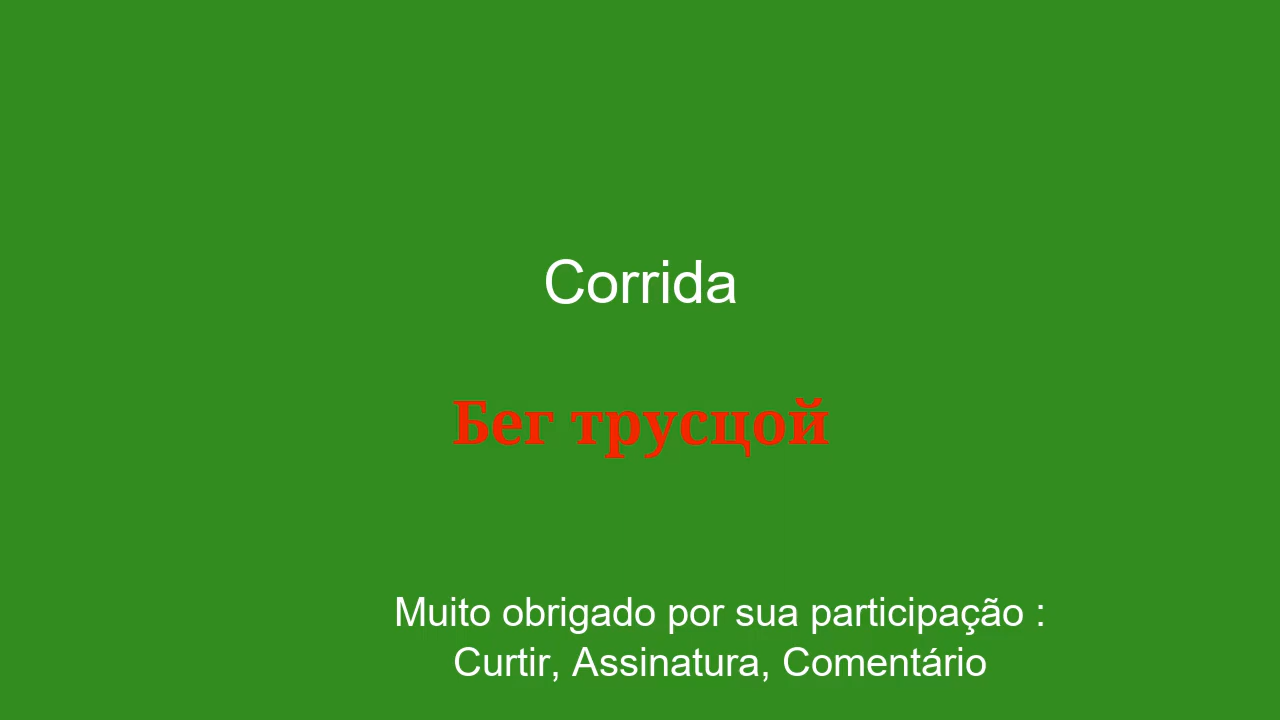 Corrida
Бег трусцой
Muito obrigado por sua participação :
Curtir, Assinatura, Comentário